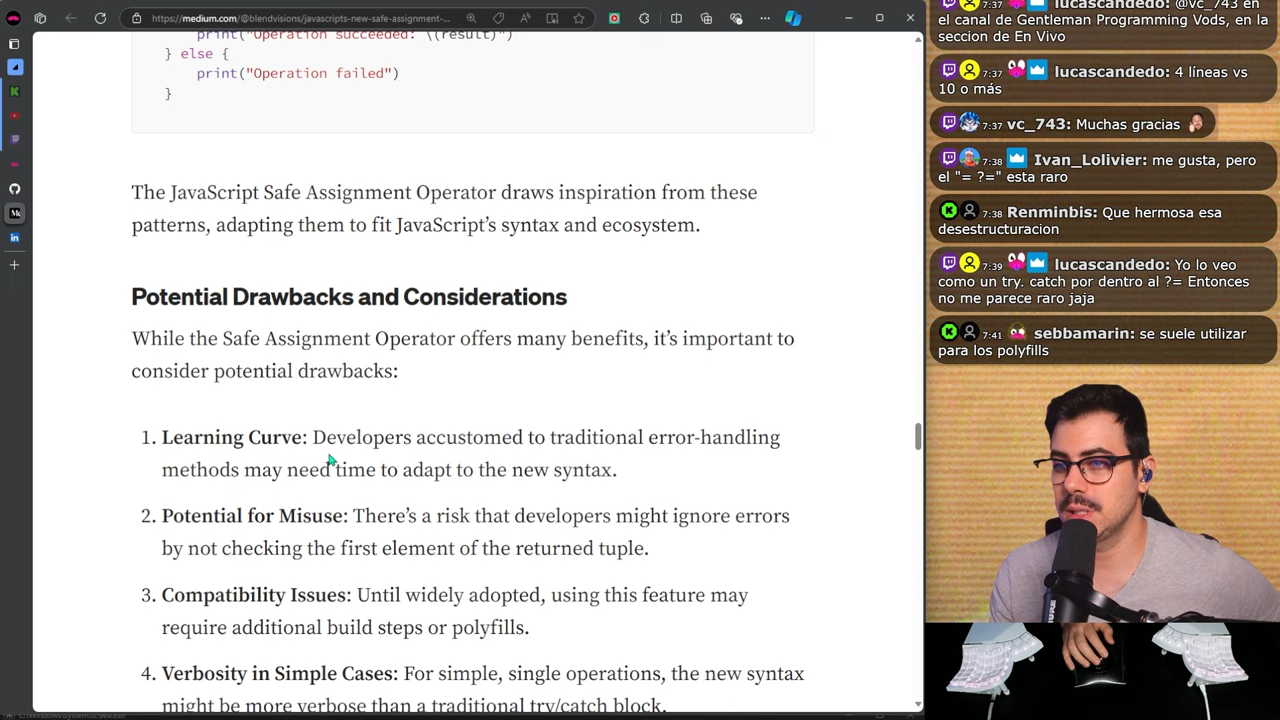 https://medium.com/@blendvisions/javascripts-new-safe-assignment-...
print("Operation succeeded: \(result)")
} else {
print("Operation failed")
}
The JavaScript Safe Assignment Operator draws inspiration from these
patterns, adapting them to fit JavaScript's syntax and ecosystem.
Potential Drawbacks and Considerations
While the Safe Assignment Operator offers many benefits, it's important to
consider potential drawbacks:
1. Learning Curve: Developers accustomed to traditional error-handling
methods may need time to adapt to the new syntax.
2. Potential for Misuse: There's a risk that developers might ignore errors
by not checking the first element of the returned tuple.
3. Compatibility Issues: Until widely adopted, using this feature may
require additional build steps or polyfills.
4. Verbosity in Simple Cases: For simple, single operations, the new syntax
might be more verbose than a traditional try/catch block.
7:37 lucascandedo: @vc_743 en
el canal de Gentleman Programming Vods, en la
seccion de En Vivo
7:37 lucascandedo: 4 líneas vs
10 o más
7:37 vc_743: Muchas gracias
7:38 Ivan_Lolivier: me gusta, pero
el "= ?=" esta raro
7:38 Renminbis: Que hermosa esa
desestructuracion
7:39 lucascandedo: Yo lo veo
como un try. catch por dentro al ?= Entonces
no me parece raro jaja
7:41 sebbamarin: se suele utilizar
para los polyfills